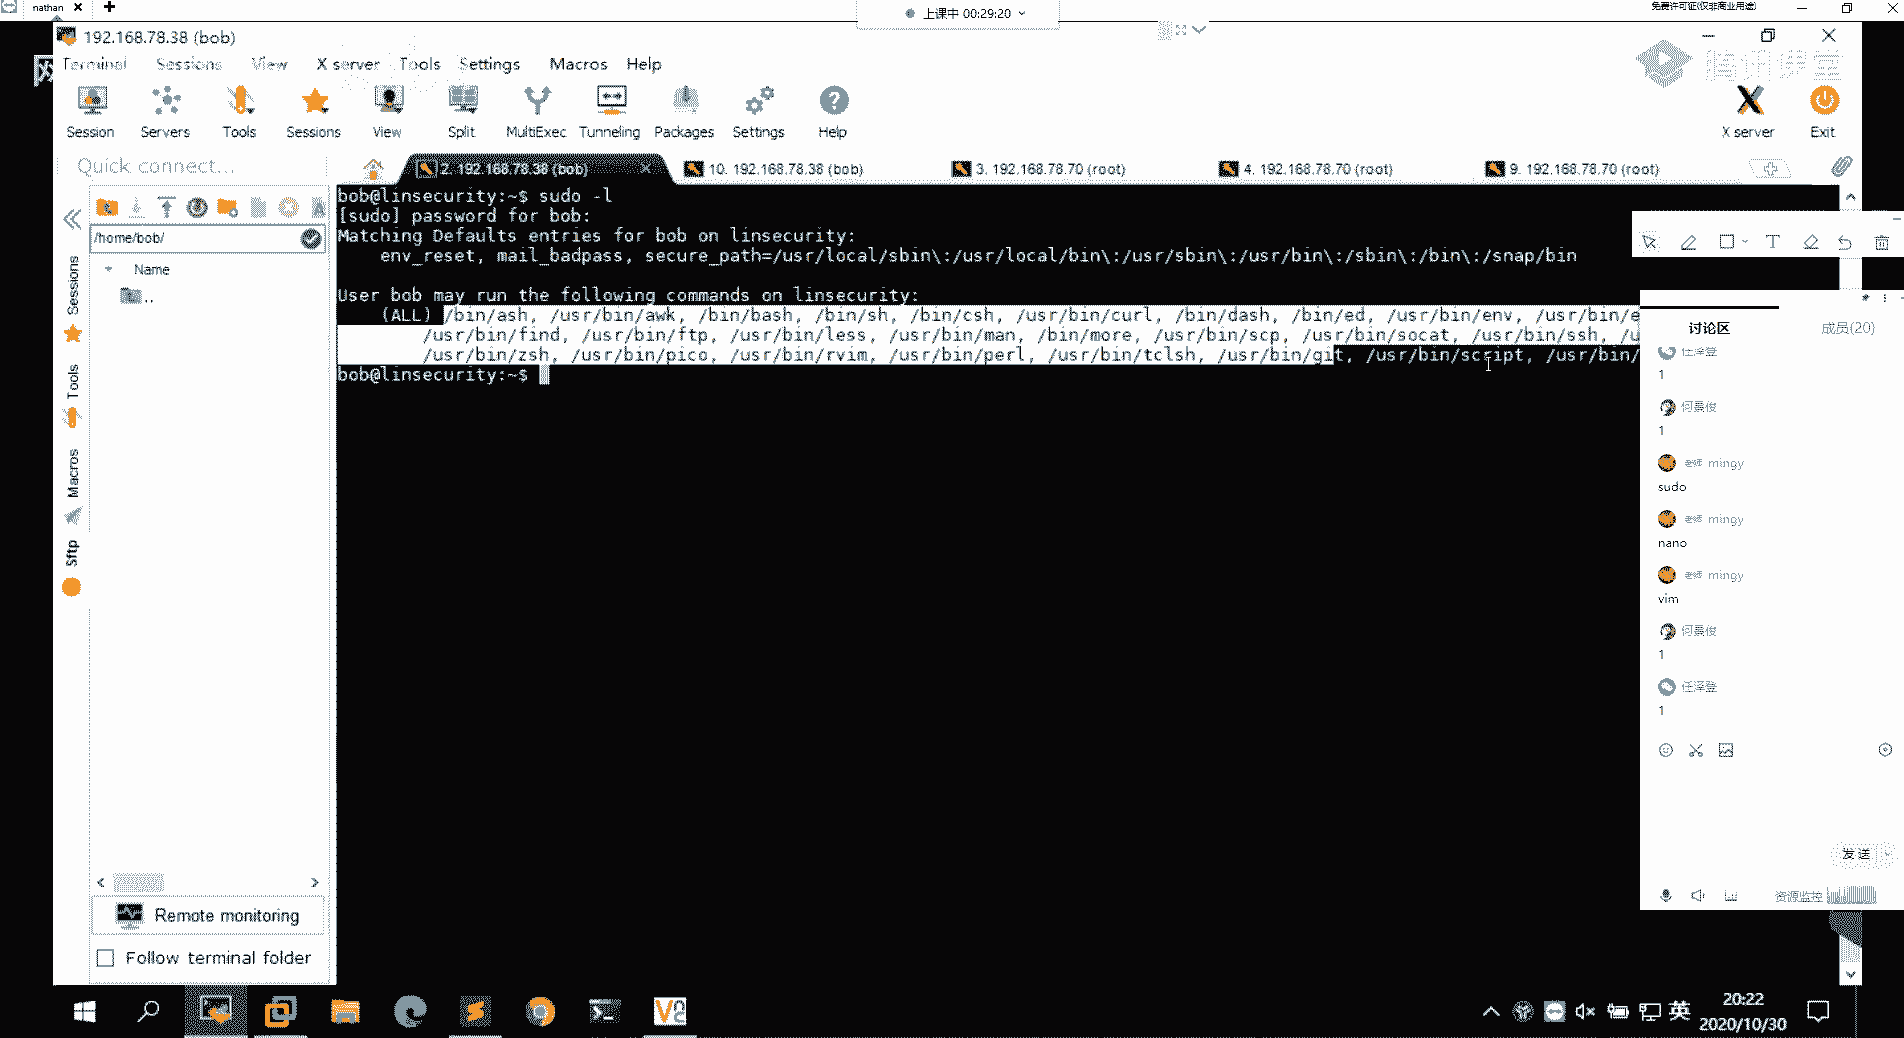 nathan
上课中 00:29:20
免费许可证(仅非商业用途)
192.168.78.38 (bob)
Terminal Sessions View X server Tools Settings Macros Help
Session Servers Tools Sessions View Split MultiExec Tunneling Packages Settings Help
X server Exit
Quick connect...
2. 192.168.78.38 (bob)
10. 192.168.78.38 (bob)
3. 192.168.78.70 (root)
4. 192.168.78.70 (root)
9. 192.168.78.70 (root)
/home/bob/
Name
..
Sessions
Tools
Macros
Sftp
bob@linsecurity:~$ sudo -l
[sudo] password for bob:
Matching Defaults entries for bob on linsecurity:
env_reset, mail_badpass, secure_path=/usr/local/sbin\:/usr/local/bin\:/usr/sbin\:/usr/bin\:/sbin\:/bin\:/snap/bin
User bob may run the following commands on linsecurity:
(ALL) /bin/ash, /usr/bin/awk, /bin/bash, /bin/sh, /bin/csh, /usr/bin/curl, /bin/dash, /bin/ed, /usr/bin/env, /usr/bin/e
/usr/bin/find, /usr/bin/ftp, /usr/bin/less, /usr/bin/man, /bin/more, /usr/bin/scp, /usr/bin/socat, /usr/bin/ssh, /u
/usr/bin/zsh, /usr/bin/pico, /usr/bin/rvim, /usr/bin/perl, /usr/bin/tclsh, /usr/bin/git, /usr/bin/script, /usr/bin/
bob@linsecurity:~$
讨论区 成员(20)
任泽登
1
何景俊
1
老师 mingy
sudo
老师 mingy
nano
老师 mingy
vim
何景俊
1
任泽登
1
发送
资源监控
Remote monitoring
Follow terminal folder
英
20:22
2020/10/30